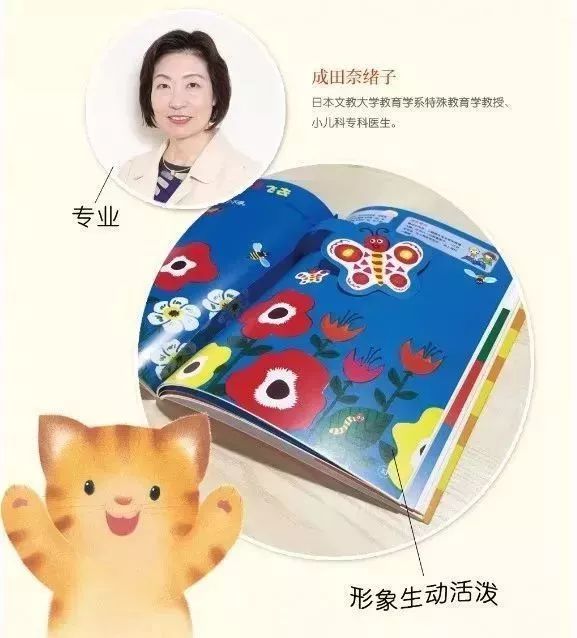 成田奈绪子
日本文教大学教育学系特殊教育学教授、
小儿科专科医生。
专业
形象生动活泼